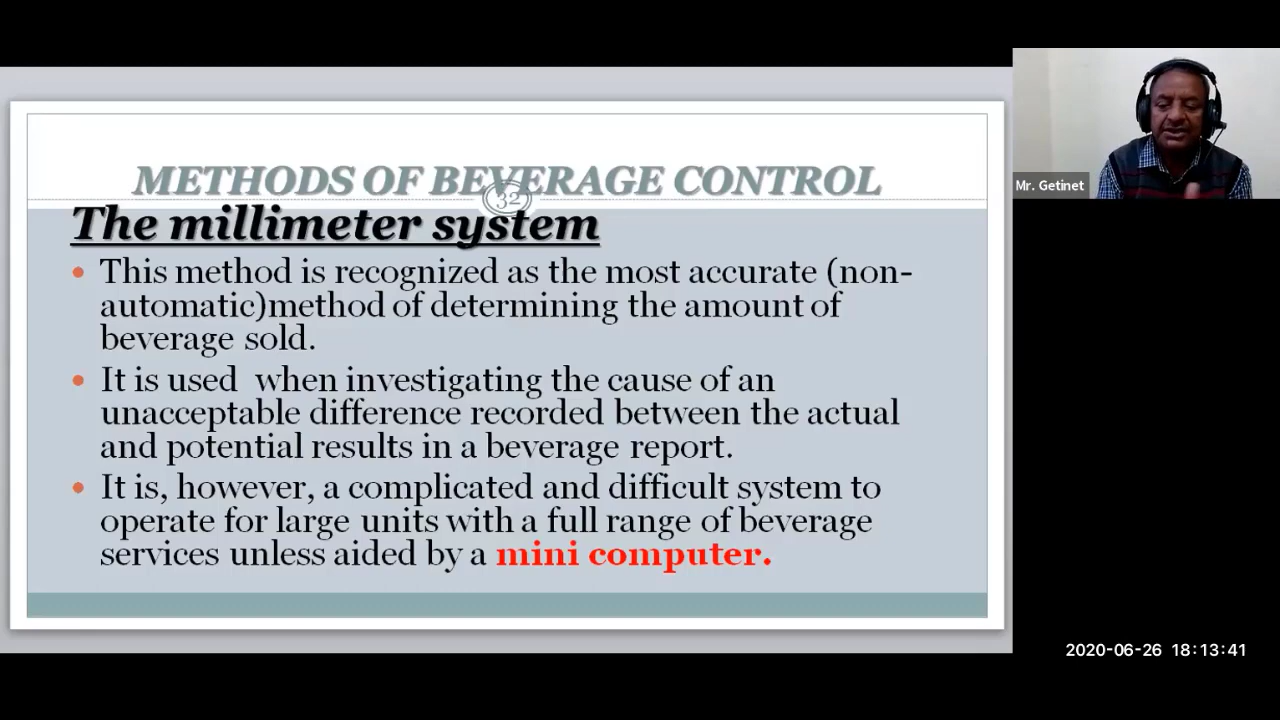 METHODS OF BEVERAGE CONTROL
32
The millimeter system
• This method is recognized as the most accurate (non-
automatic)method of determining the amount of
beverage sold.
• It is used  when investigating the cause of an
unacceptable difference recorded between the actual
and potential results in a beverage report.
• It is, however, a complicated and difficult system to
operate for large units with a full range of beverage
services unless aided by a mini computer.
Mr. Getinet
2020-06-26 18:13:41